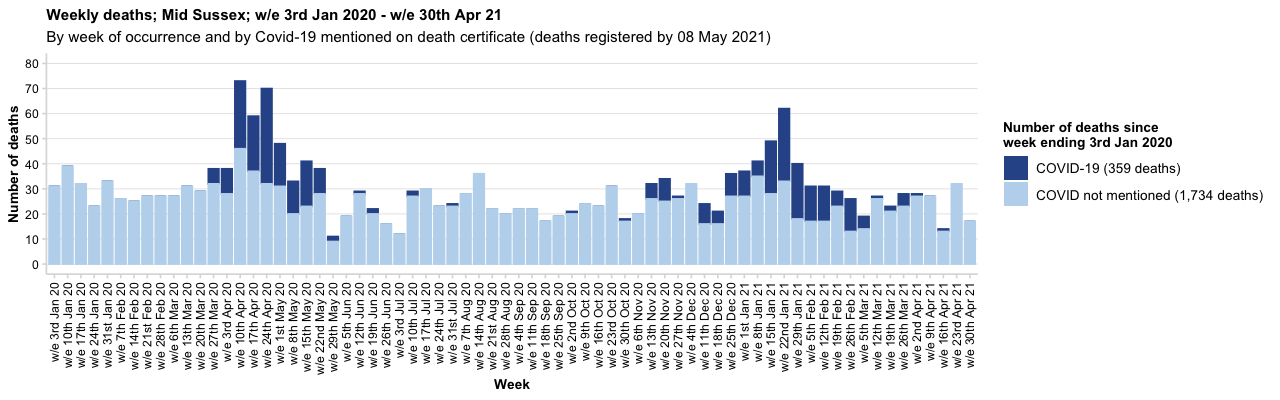 Weekly deaths; Mid Sussex; w/e 3rd Jan 2020 - w/e 30th Apr 21
By week of occurrence and by Covid-19 mentioned on death certificate (deaths registered by 08 May 2021)
Number of deaths
80
70
60
50
40
30
20
10
0
w/e 3rd Jan 20
w/e 10th Jan 20
w/e 17th Jan 20
w/e 24th Jan 20
w/e 31st Jan 20
w/e 7th Feb 20
w/e 14th Feb 20
w/e 21st Feb 20
w/e 28th Feb 20
w/e 6th Mar 20
w/e 13th Mar 20
w/e 20th Mar 20
w/e 27th Mar 20
w/e 3rd Apr 20
w/e 10th Apr 20
w/e 17th Apr 20
w/e 24th Apr 20
w/e 1st May 20
w/e 8th May 20
w/e 15th May 20
w/e 22nd May 20
w/e 29th May 20
w/e 5th Jun 20
w/e 12th Jun 20
w/e 19th Jun 20
w/e 26th Jun 20
w/e 3rd Jul 20
w/e 10th Jul 20
w/e 17th Jul 20
w/e 24th Jul 20
w/e 31st Jul 20
w/e 7th Aug 20
w/e 14th Aug 20
w/e 21st Aug 20
w/e 28th Aug 20
w/e 4th Sep 20
w/e 11th Sep 20
w/e 18th Sep 20
w/e 25th Sep 20
w/e 2nd Oct 20
w/e 9th Oct 20
w/e 16th Oct 20
w/e 23rd Oct 20
w/e 30th Oct 20
w/e 6th Nov 20
w/e 13th Nov 20
w/e 20th Nov 20
w/e 27th Nov 20
w/e 4th Dec 20
w/e 11th Dec 20
w/e 18th Dec 20
w/e 25th Dec 20
w/e 1st Jan 21
w/e 8th Jan 21
w/e 15th Jan 21
w/e 22nd Jan 21
w/e 29th Jan 21
w/e 5th Feb 21
w/e 12th Feb 21
w/e 19th Feb 21
w/e 26th Feb 21
w/e 5th Mar 21
w/e 12th Mar 21
w/e 19th Mar 21
w/e 26th Mar 21
w/e 2nd Apr 21
w/e 9th Apr 21
w/e 16th Apr 21
w/e 23rd Apr 21
w/e 30th Apr 21
Week
Number of deaths since
week ending 3rd Jan 2020
COVID-19 (359 deaths)
COVID not mentioned (1,734 deaths)